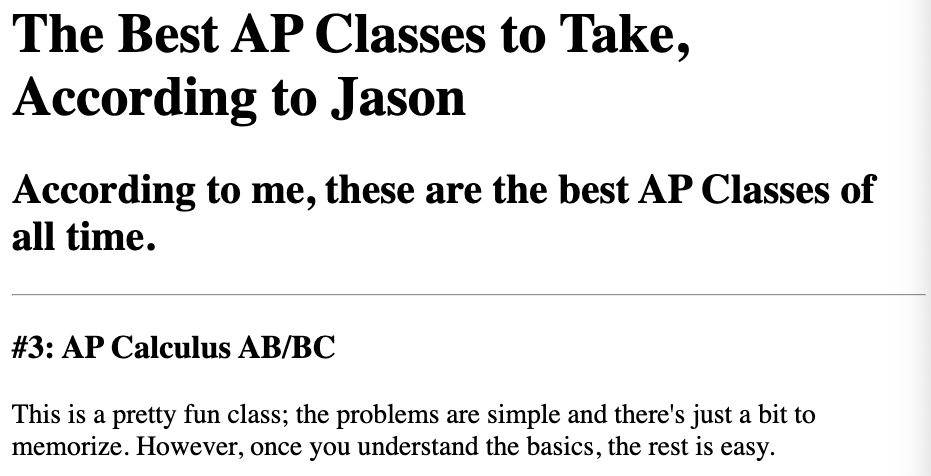 The Best AP Classes to Take,
According to Jason
According to me, these are the best AP Classes of
all time.
#3: AP Calculus AB/BC
This is a pretty fun class; the problems are simple and there's just a bit to
memorize. However, once you understand the basics, the rest is easy.